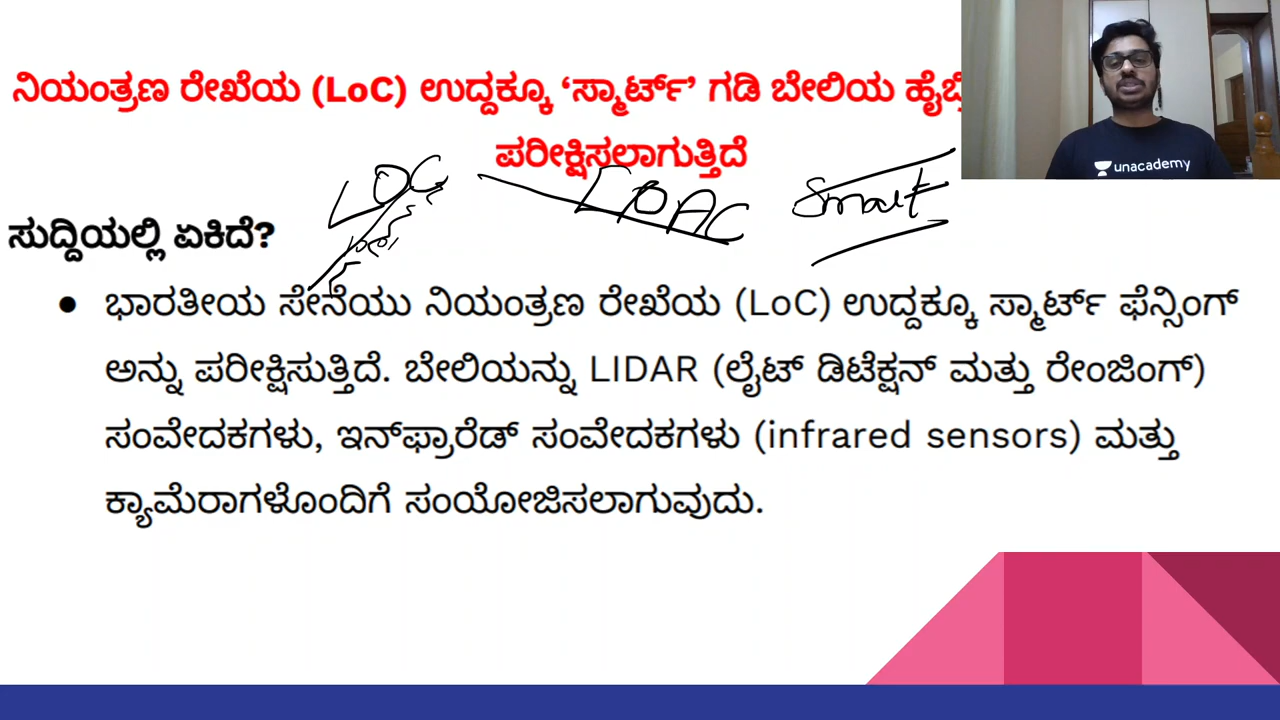 ನಿಯಂತ್ರಣ ರೇಖೆಯ (LoC) ಉದ್ದಕ್ಕೂ ‘ಸ್ಮಾರ್ಟ್’ ಗಡಿ ಬೇಲಿಯ
unacademy
ಪರೀಕ್ಷಿಸಲಾಗುತ್ತಿದೆ
LOC
Smart
ಸುದ್ದಿಯಲ್ಲಿ ಏಕಿದೆ?
● ಭಾರತೀಯ ಸೇನೆಯು ನಿಯಂತ್ರಣ ರೇಖೆಯ (LoC) ಉದ್ದಕ್ಕೂ ಸ್ಮಾರ್ಟ್ ಫೆನ್ಸಿಂಗ್
ಅನ್ನು ಪರೀಕ್ಷಿಸುತ್ತಿದೆ. ಬೇಲಿಯನ್ನು LIDAR (ಲೈಟ್ ಡಿಟೆಕ್ಷನ್ ಮತ್ತು ರೇಂಜಿಂಗ್)
ಸಂವೇದಕಗಳು, ಇನ್‌ಫ್ರಾರೆಡ್ ಸಂವೇದಕಗಳು (infrared sensors) ಮತ್ತು
ಕ್ಯಾಮೆರಾಗಳೊಂದಿಗೆ ಸಂಯೋಜಿಸಲಾಗುವುದು.